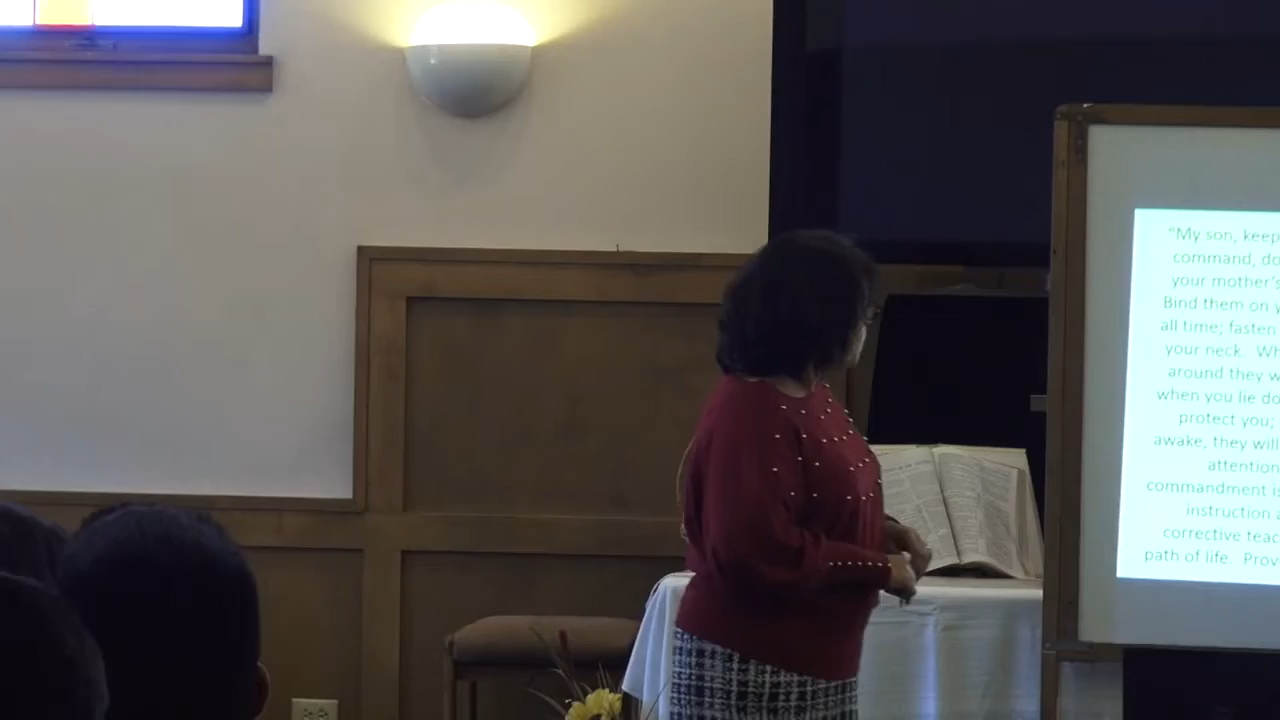 "My son, keep
command, do
your mother's
Bind them on y
all time; fasten
your neck. Wh
around they w
when you lie do
protect you;
awake, they will
attention
commandment is
instruction a
corrective teac
path of life. Prov